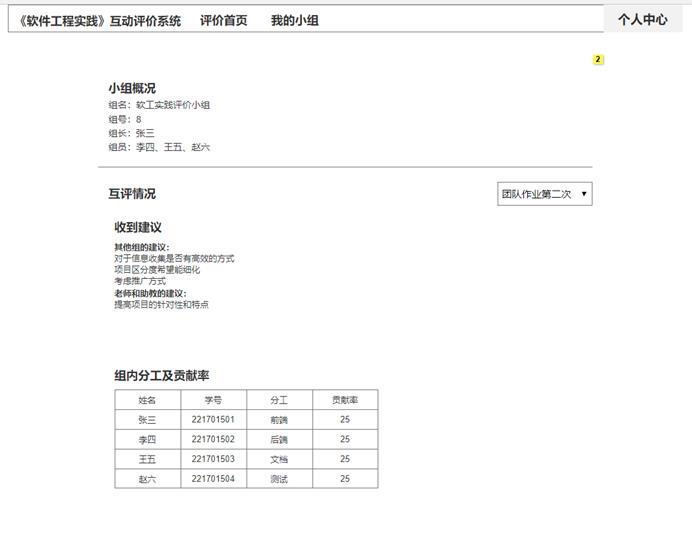 《软件工程实践》互动评价系统 评价首页 我的小组 个人中心
2
小组概况
组名：软工实践评价小组
组号：8
组长：张三
组员：李四、王五、赵六
互评情况 团队作业第二次 ▼
收到建议
其他组的建议：
对于信息收集是否有高效的方式
项目区分度希望能细化
考虑推广方式
老师和助教的建议：
提高项目的针对性和特点
组内分工及贡献率
姓名 学号 分工 贡献率
张三 221701501 前端 25
李四 221701502 后端 25
王五 221701503 文档 25
赵六 221701504 测试 25